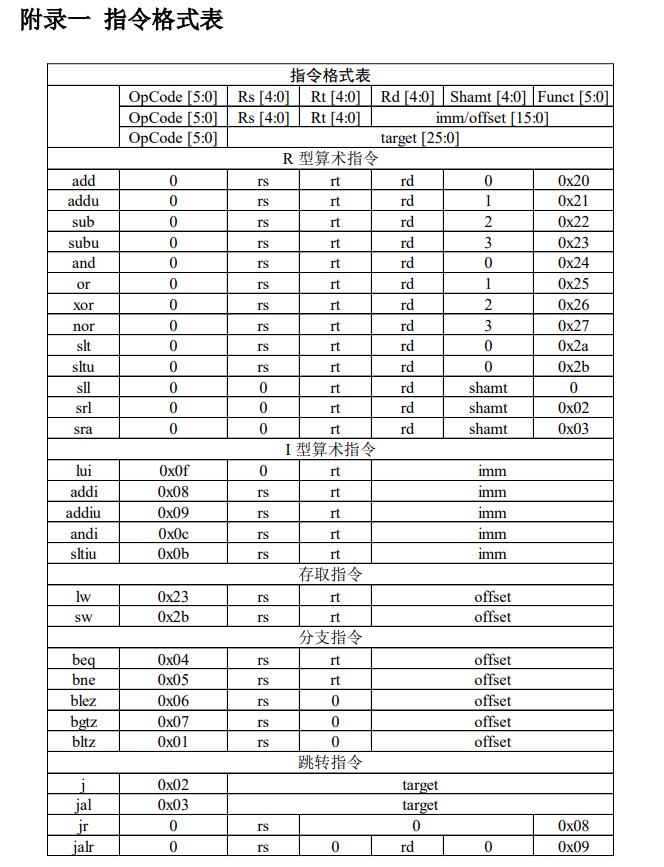 附录一 指令格式表
指令格式表
OpCode [5:0] Rs [4:0] Rt [4:0] Rd [4:0] Shamt [4:0] Funct [5:0]
OpCode [5:0] Rs [4:0] Rt [4:0] imm/offset [15:0]
OpCode [5:0] target [25:0]
R 型算术指令
add 0 rs rt rd 0 0x20
addu 0 rs rt rd 1 0x21
sub 0 rs rt rd 2 0x22
subu 0 rs rt rd 3 0x23
and 0 rs rt rd 0 0x24
or 0 rs rt rd 1 0x25
xor 0 rs rt rd 2 0x26
nor 0 rs rt rd 3 0x27
slt 0 rs rt rd 0 0x2a
sltu 0 rs rt rd 0 0x2b
sll 0 0 rt rd shamt 0
srl 0 0 rt rd shamt 0x02
sra 0 0 rt rd shamt 0x03
I 型算术指令
lui 0x0f 0 rt imm
addi 0x08 rs rt imm
addiu 0x09 rs rt imm
andi 0x0c rs rt imm
sltiu 0x0b rs rt imm
存取指令
lw 0x23 rs rt offset
sw 0x2b rs rt offset
分支指令
beq 0x04 rs rt offset
bne 0x05 rs rt offset
blez 0x06 rs 0 offset
bgtz 0x07 rs 0 offset
bltz 0x01 rs 0 offset
跳转指令
j 0x02 target
jal 0x03 target
jr 0 rs 0 0x08
jalr 0 rs 0 rd 0 0x09